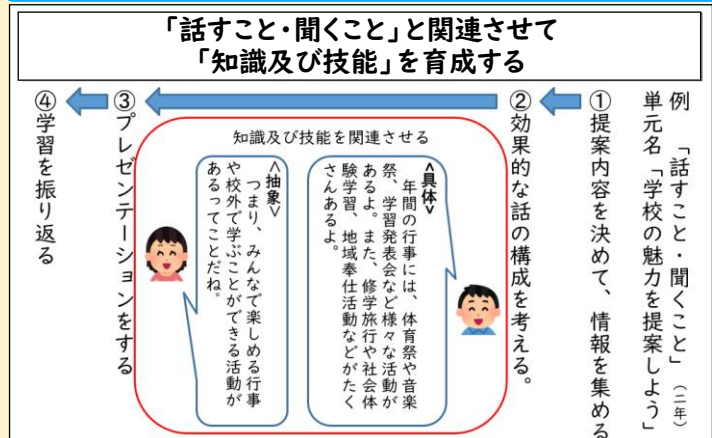 「話すこと・聞くこと」と関連させて
「知識及び技能」を育成する
例　「話すこと・聞くこと」（二年）
単元名「学校の魅力を提案しよう」
①提案内容を決めて、情報を集める
②効果的な話の構成を考える。
知識及び技能を関連させる
<具体>
年間の行事には、体育祭や音楽
祭、学習発表会など様々な活動が
あるよ。また、修学旅行や社会体
験学習、地域奉仕活動などがたく
さんあるよ。
<抽象>
つまり、みんなで楽しめる行事
や校外で学ぶことができる活動が
あるってことだね。
③プレゼンテーションをする
④学習を振り返る